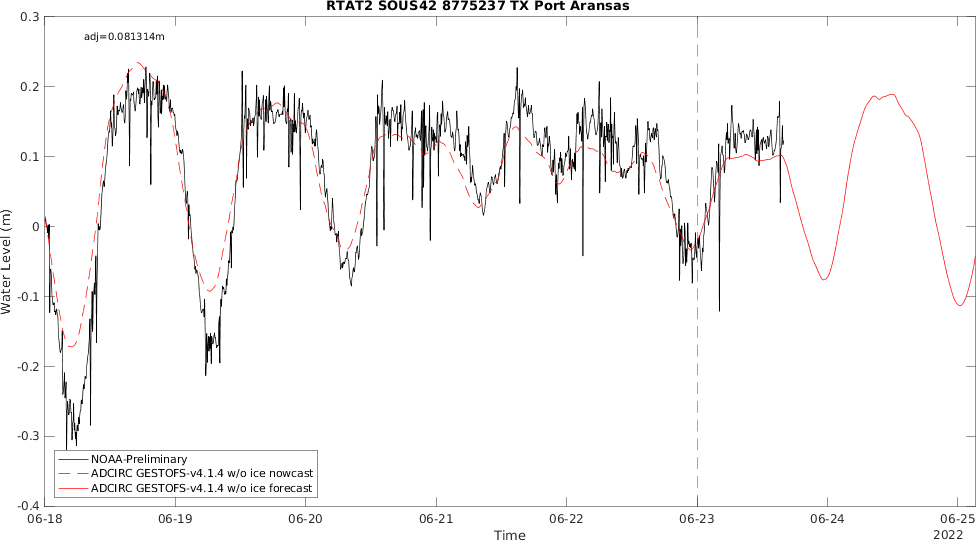 RTAT2 SOUS42 8775237 TX Port Aransas
adj=0.081314m
0.3
0.2
0.1
0
-0.1
-0.2
-0.3
-0.4
Water Level (m)
NOAA-Preliminary
ADCIRC GESTOFS-v4.1.4 w/o ice nowcast
ADCIRC GESTOFS-v4.1.4 w/o ice forecast
06-18 06-19 06-20 06-21 06-22 06-23 06-24 06-25
Time
2022